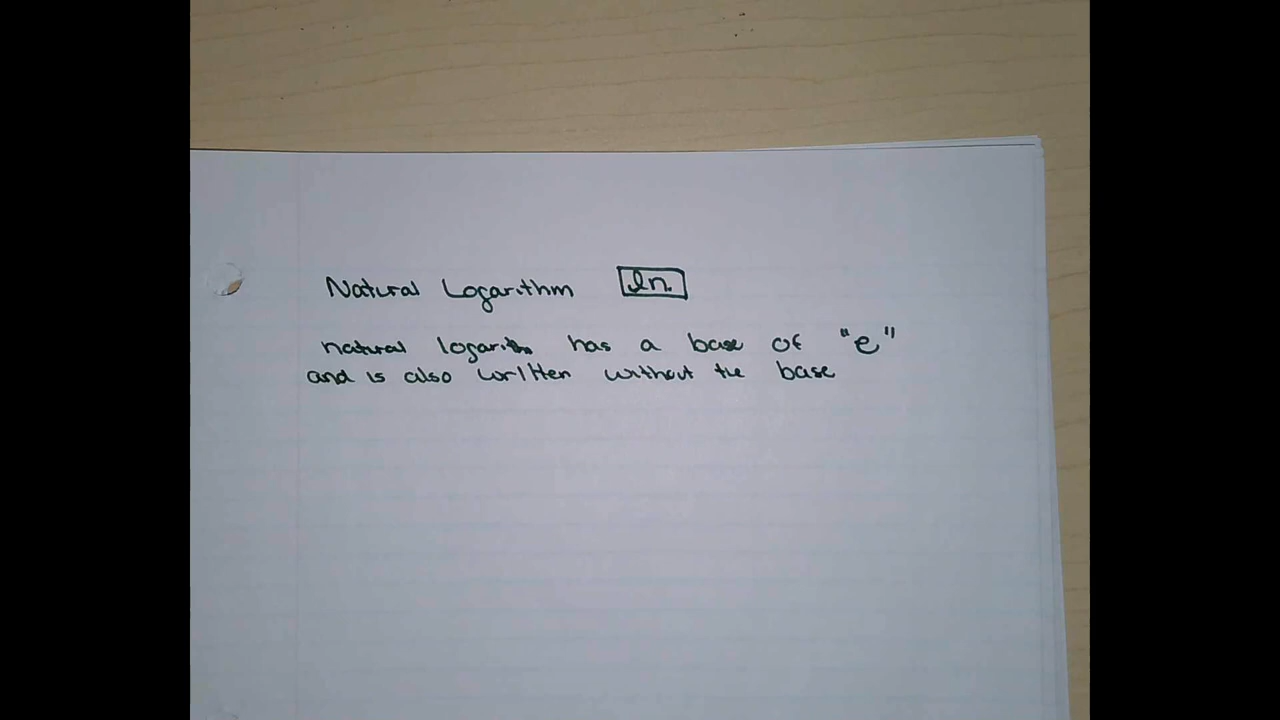 Natural Logarithm ln.
natural logarithm has a base of "e"
and is also written without the base